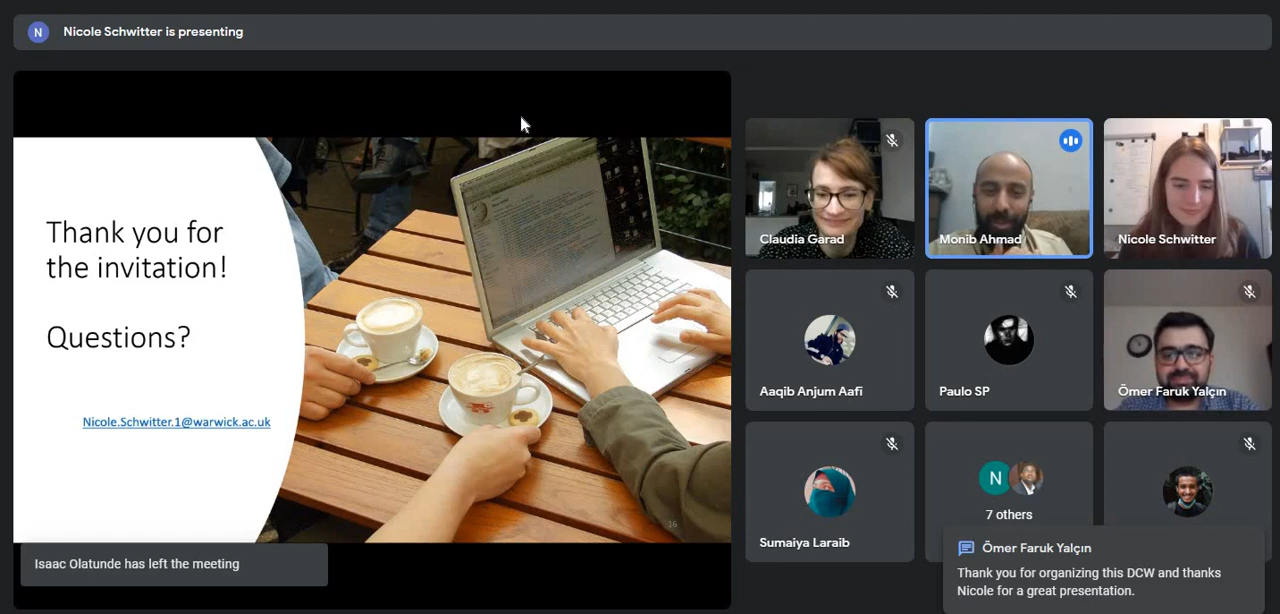 N
Nicole Schwitter is presenting
Thank you for
the invitation!
Questions?
Nicole.Schwitter.1@warwick.ac.uk
16
Isaac Olatunde has left the meeting
Claudia Garad
Monib Ahmad
Nicole Schwitter
Aaqib Anjum Aafi
Paulo SP
Ömer Faruk Yalçın
Sumaiya Laraib
N
7 others
Ömer Faruk Yalçın
Thank you for organizing this DCW and thanks
Nicole for a great presentation.